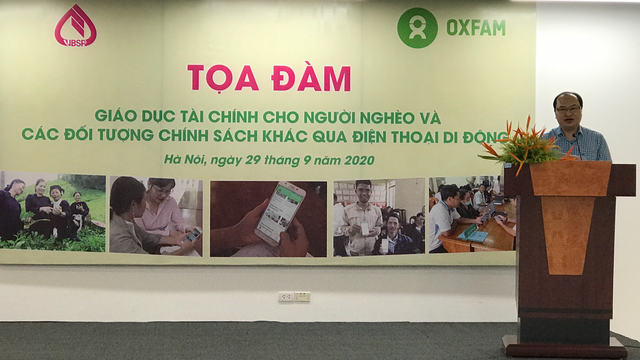 VBSP
OXFAM
TỌA ĐÀM
GIÁO DỤC TÀI CHÍNH CHO NGƯỜI NGHÈO VÀ
CÁC ĐỐI TƯỢNG CHÍNH SÁCH KHÁC QUA ĐIỆN THOẠI DI ĐỘNG
Hà Nội, ngày 29 tháng 9 năm 2020